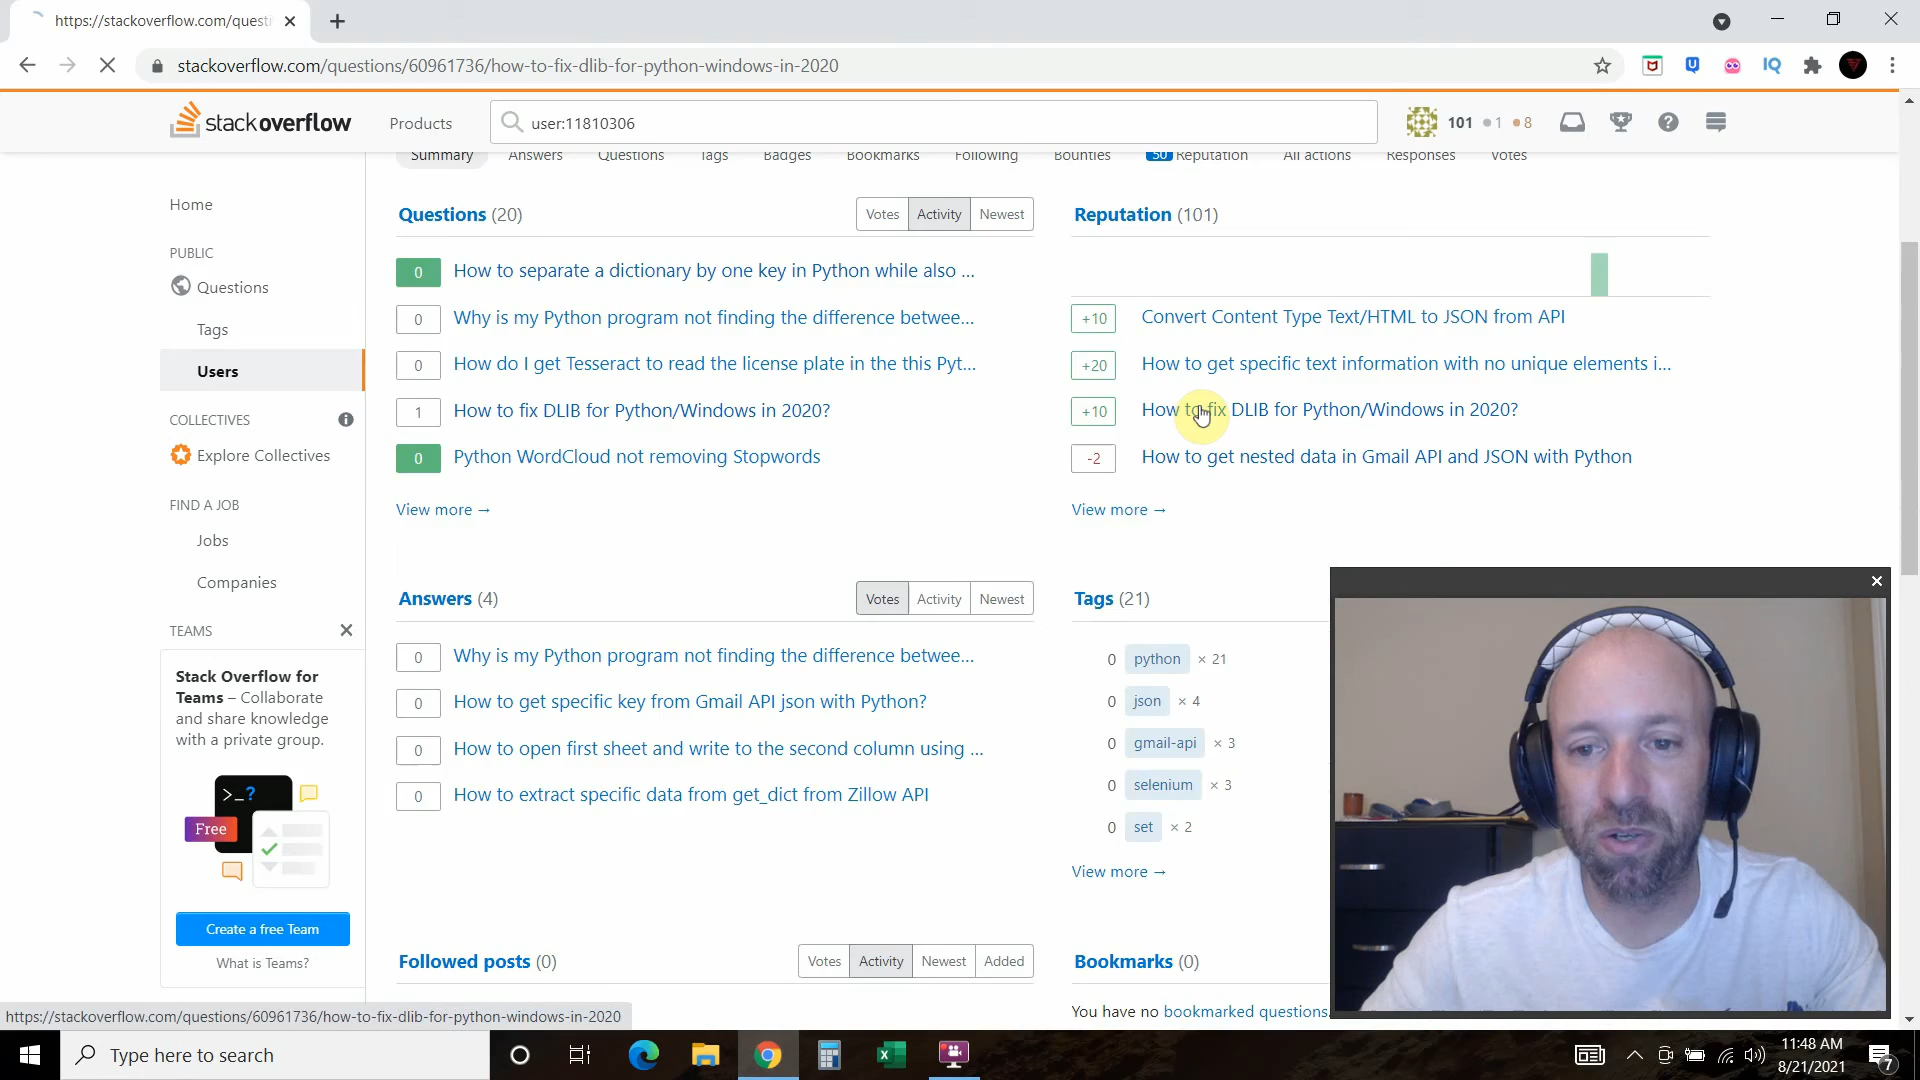 https://stackoverflow.com/questi
stackoverflow.com/questions/60961736/how-to-fix-dlib-for-python-windows-in-2020
stackoverflow
Products
user:11810306
101 1 8
Summary Answers Questions Tags Badges Bookmarks Following Bounties 50 Reputation All actions Responses Votes
Home
PUBLIC
Questions
Tags
Users
COLLECTIVES
Explore Collectives
FIND A JOB
Jobs
Companies
TEAMS
Stack Overflow for
Teams – Collaborate
and share knowledge
with a private group.
>_?
Free
Create a free Team
What is Teams?
Questions (20)
Votes Activity Newest
0 How to separate a dictionary by one key in Python while also ...
0 Why is my Python program not finding the difference betwee...
0 How do I get Tesseract to read the license plate in the this Pyt...
1 How to fix DLIB for Python/Windows in 2020?
0 Python WordCloud not removing Stopwords
View more →
Reputation (101)
+10 Convert Content Type Text/HTML to JSON from API
+20 How to get specific text information with no unique elements i...
+10 How to fix DLIB for Python/Windows in 2020?
-2 How to get nested data in Gmail API and JSON with Python
View more →
Answers (4)
Votes Activity Newest
0 Why is my Python program not finding the difference betwee...
0 How to get specific key from Gmail API json with Python?
0 How to open first sheet and write to the second column using ...
0 How to extract specific data from get_dict from Zillow API
Tags (21)
0 python × 21
0 json × 4
0 gmail-api × 3
0 selenium × 3
0 set × 2
View more →
Followed posts (0)
Votes Activity Newest Added
Bookmarks (0)
You have no bookmarked questions.
https://stackoverflow.com/questions/60961736/how-to-fix-dlib-for-python-windows-in-2020
Type here to search
11:48 AM
8/21/2021
7